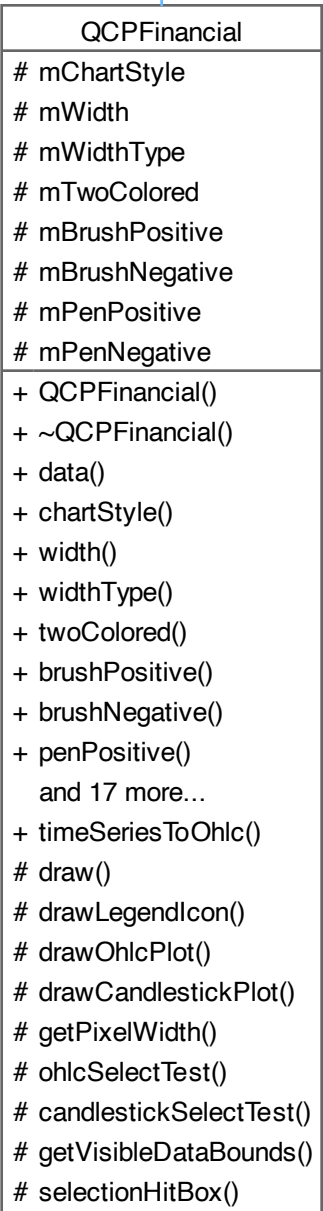 QCPFinancial
# mChartStyle
# mWidth
# mWidthType
# mTwoColored
# mBrushPositive
# mBrushNegative
# mPenPositive
# mPenNegative
+ QCPFinancial()
+ ~QCPFinancial()
+ data()
+ chartStyle()
+ width()
+ widthType()
+ twoColored()
+ brushPositive()
+ brushNegative()
+ penPositive()
and 17 more...
+ timeSeriesToOhlc()
# draw()
# drawLegendIcon()
# drawOhlcPlot()
# drawCandlestickPlot()
# getPixelWidth()
# ohlcSelectTest()
# candlestickSelectTest()
# getVisibleDataBounds()
# selectionHitBox()